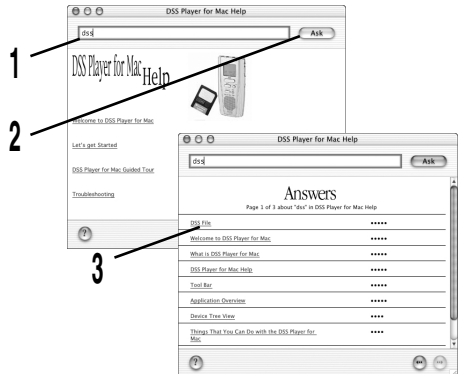 DSS Player for Mac Help
dss
Ask
1
DSS Player for Mac Help
2
Welcome to DSS Player for Mac
Let's get Started
DSS Player for Mac Guided Tour
Troubleshooting
?
3
DSS Player for Mac Help
dss
Ask
Answers
Page 1 of 3 about "dss" in DSS Player for Mac Help
DSS File •••••
Welcome to DSS Player for Mac •••••
What is DSS Player for Mac •••••
DSS Player for Mac Help •••••
Tool Bar •••••
Application Overview •••••
Device Tree View ••••
Things That You Can Do with the DSS Player for ••••
Mac
?